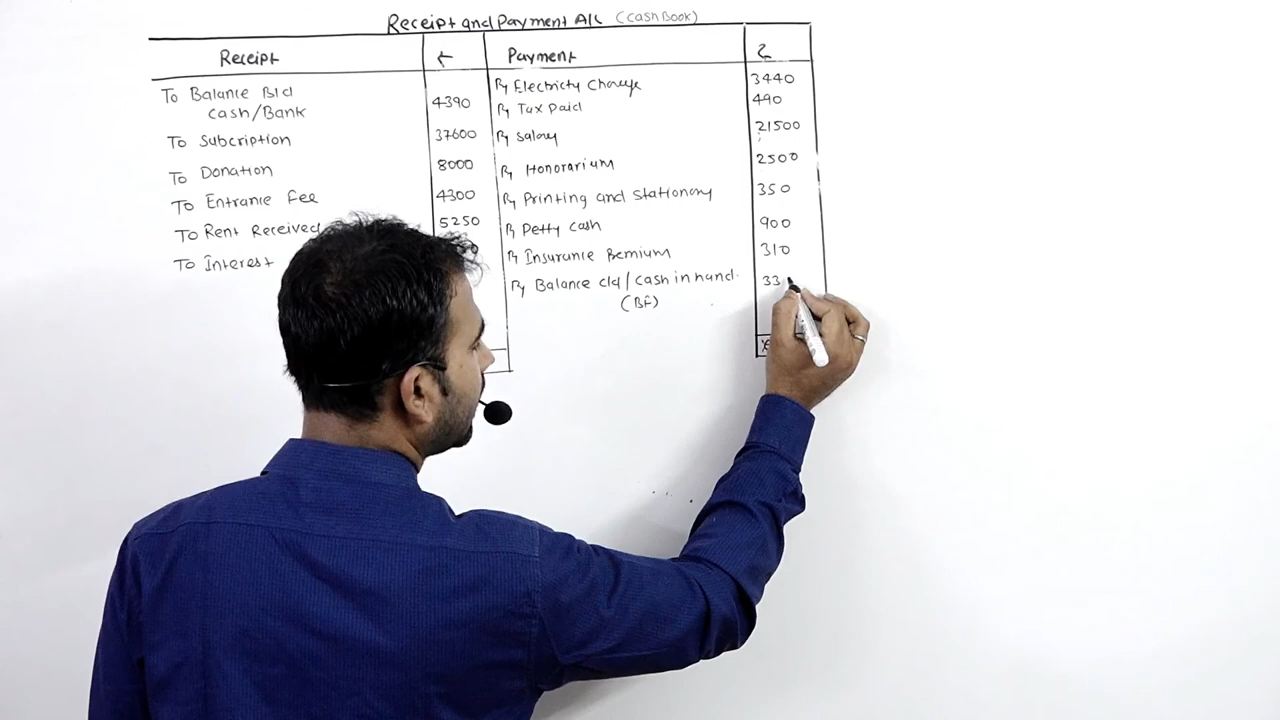 Receipt and Payment A/c (cash Book)
Receipt ₹ Payment ₹
To Balance B/d
cash/Bank 4390
To Subcription 37600
To Donation 8000
To Entrance fee 4300
To Rent Received 5250
To Interest
By Electricty Charge 3440
By Tax paid 490
By salary 21500
By Honorarium 2500
By Printing and stationory 350
By Petty cash 900
By Insurance Premium 310
By Balance c/d / cash in hand 33
(BF)